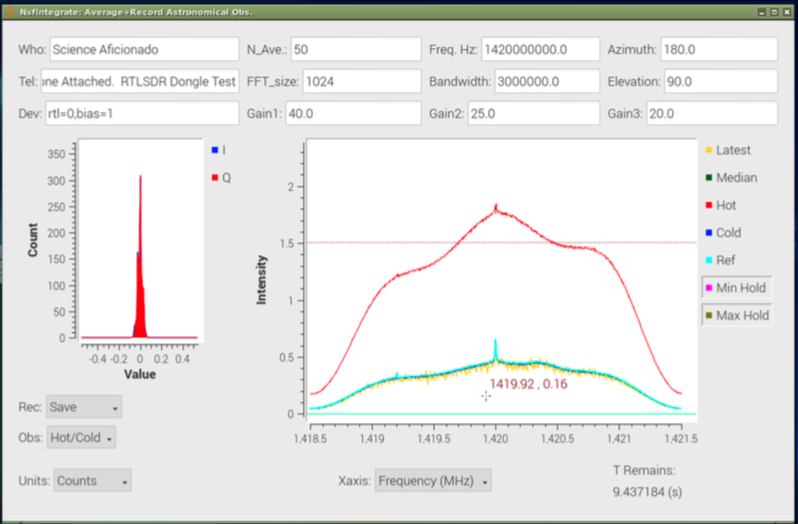 Nsfintegrate: Average+Record Astronomical Obs.
Who: Science Aficionado N_Ave.: 50 Freq. Hz: 1420000000.0 Azimuth: 180.0
Tel: ne Attached. RTLSDR Dongle Test FFT_size: 1024 Bandwidth: 3000000.0 Elevation: 90.0
Dev: rtl=0,bias=1 Gain1: 40.0 Gain2: 25.0 Gain3: 20.0
350
300
250
200
150
100
50
0
Count
-0.4 -0.2 0 0.2 0.4
Value
I
Q
2
1.5
1
0.5
0
Intensity
1419.92 , 0.16
1,418.5 1,419 1,419.5 1,420 1,420.5 1,421 1,421.5
Latest
Median
Hot
Cold
Ref
Min Hold
Max Hold
Rec: Save
Obs: Hot/Cold
Units: Counts
Xaxis: Frequency (MHz)
T Remains:
9.437184 (s)